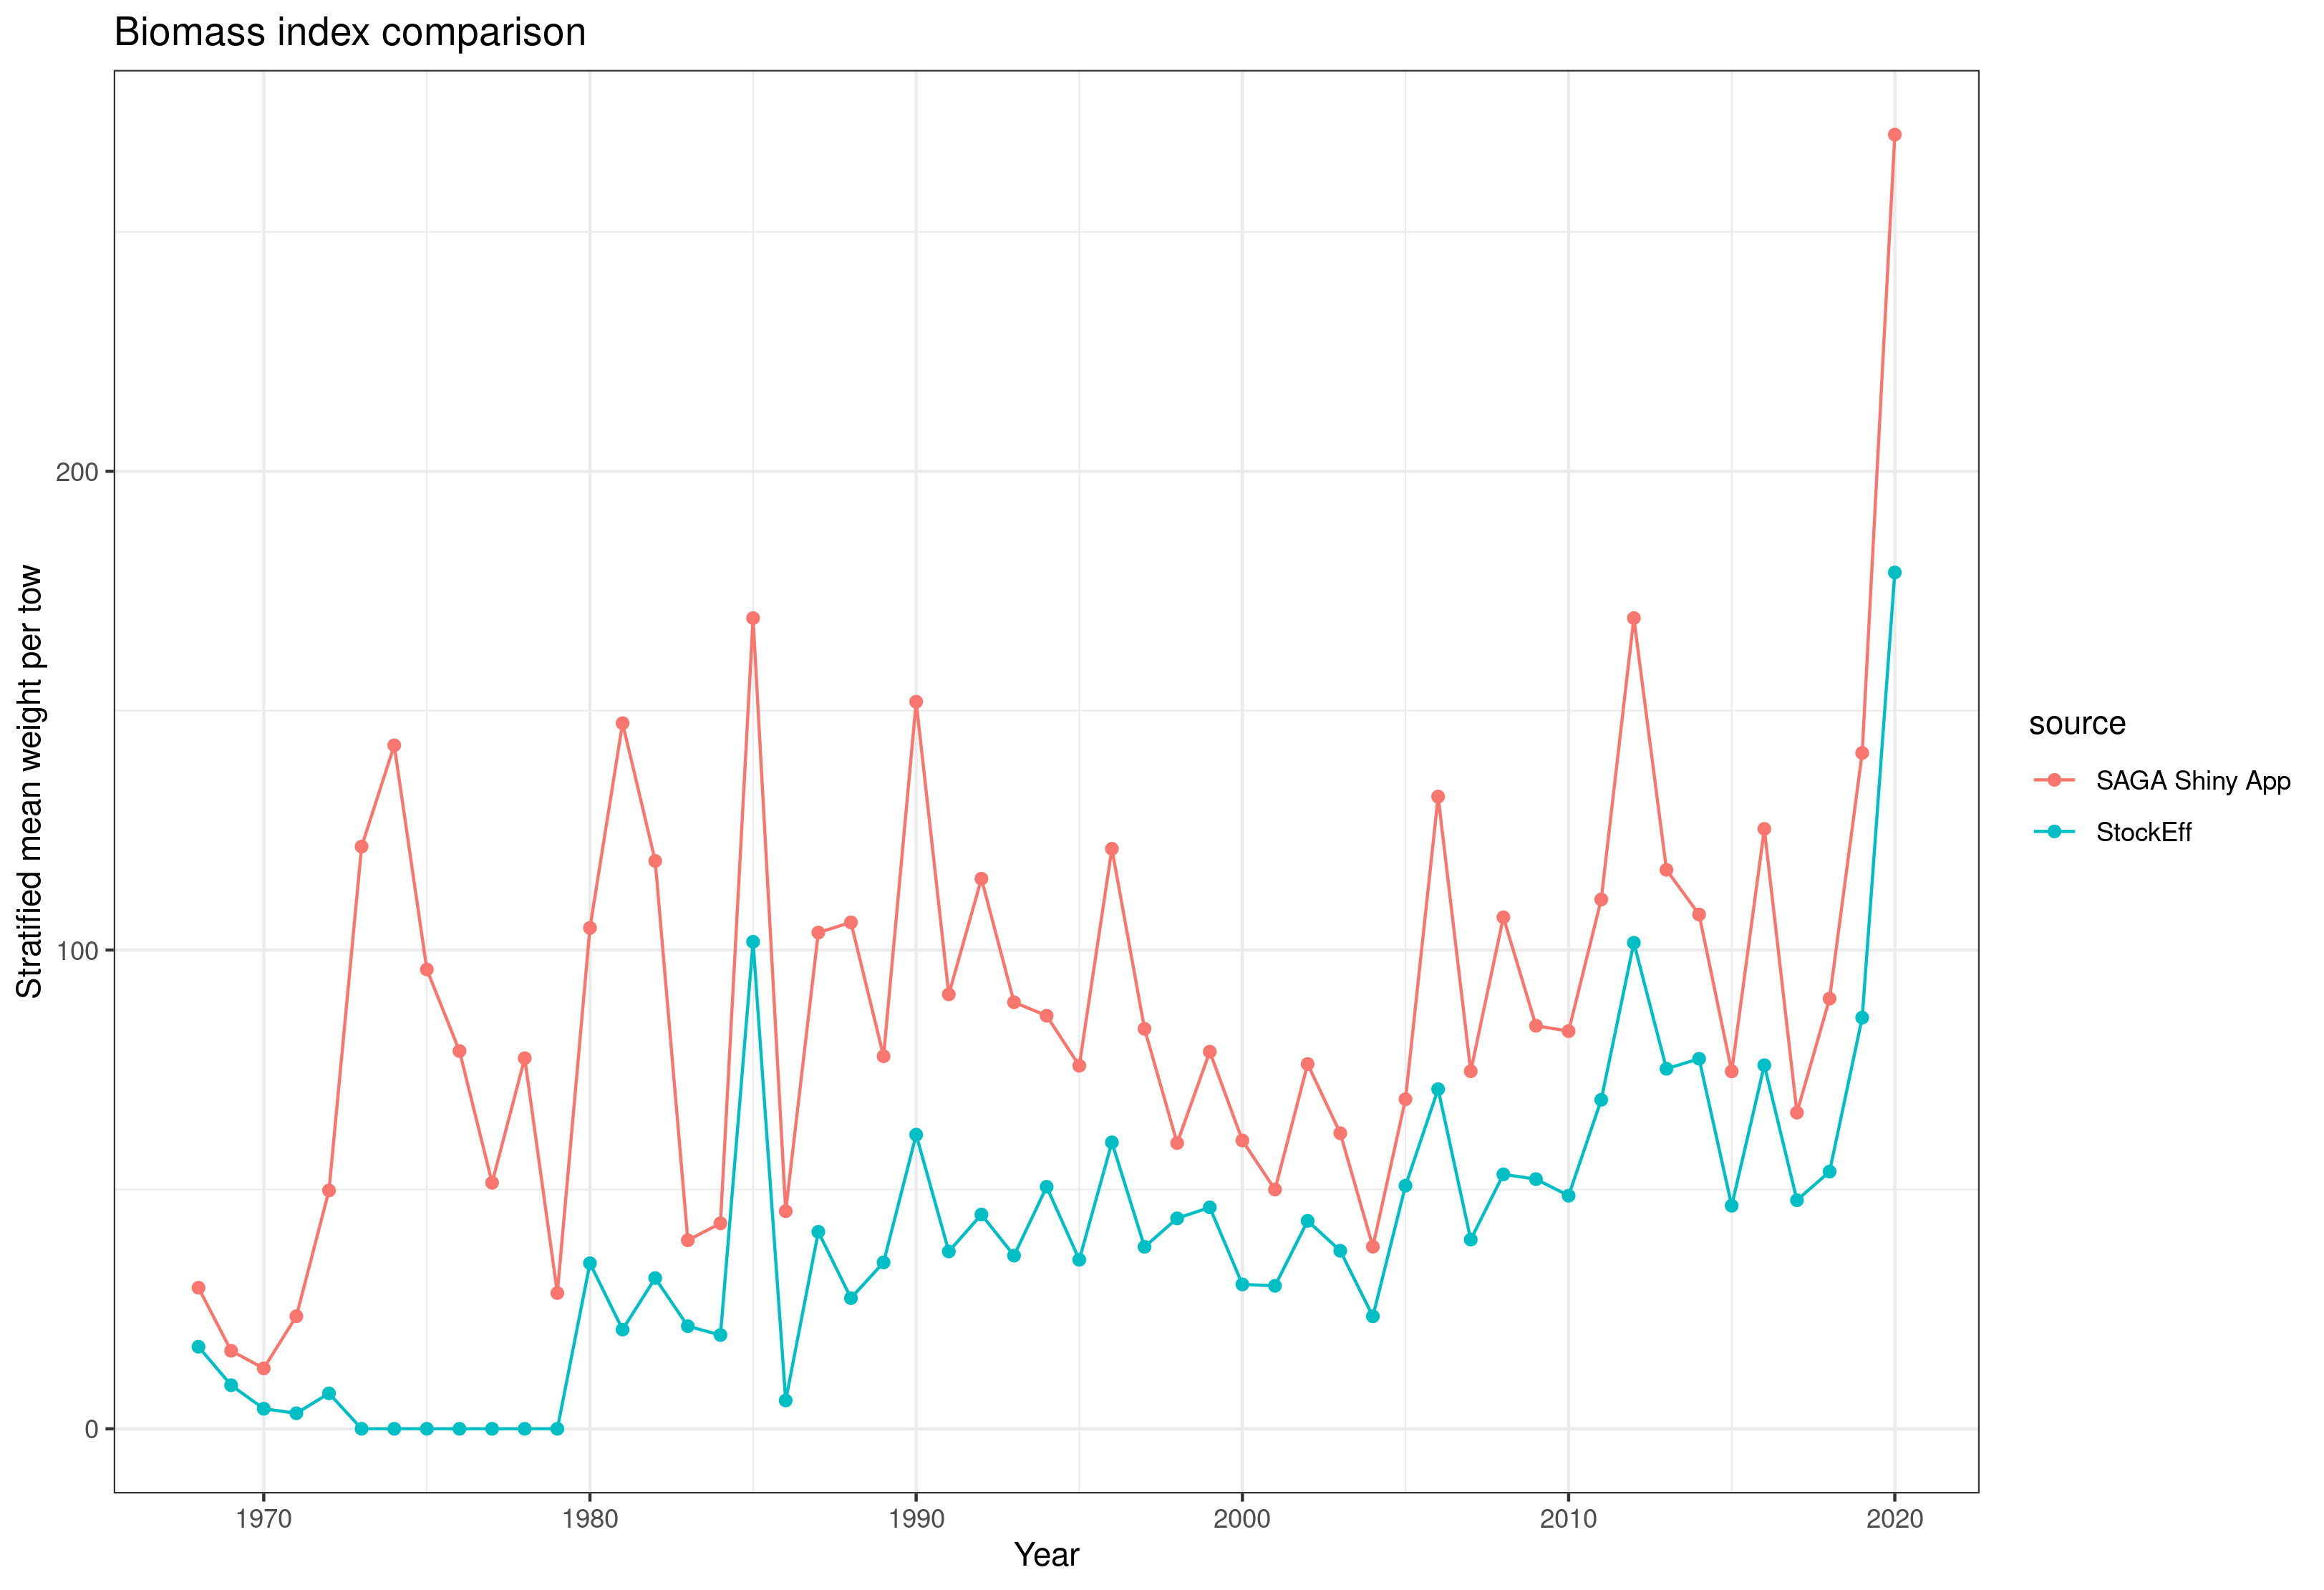 Biomass index comparison
Stratified mean weight per tow
200
100
0
1970 1980 1990 2000 2010 2020
Year
source
SAGA Shiny App
StockEff